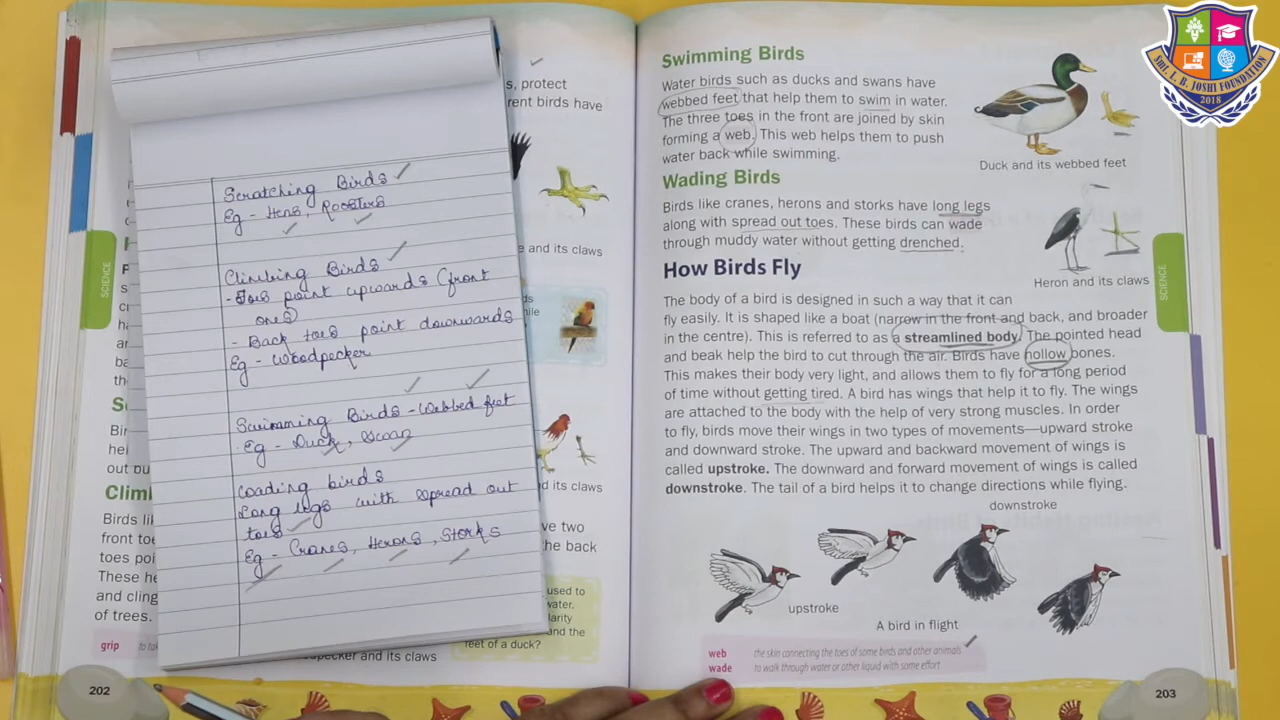 Scratching Birds
Eg - Hens, Roosters
Climbing Birds
- Toes point upwards (front
ones)
- Back toes point downwards
Eg - Woodpecker
Swimming Birds - Webbed feet
Eg - Duck, Swan
Wading birds
Long legs with spread out
toes
Eg - Cranes, Herons, Storks
s, protect
rent birds have
e and its claws
SCIENCE
Climb
Birds li
front toe
toes poi
These he
and cling
of trees.
d its claws
ve two
he back
used to
water.
larity
and the
feet of a duck?
pecker and its claws
grip
202
Swimming Birds
Water birds such as ducks and swans have
webbed feet that help them to swim in water.
The three toes in the front are joined by skin
forming a web. This web helps them to push
water back while swimming.
Duck and its webbed feet
Wading Birds
Birds like cranes, herons and storks have long legs
along with spread out toes. These birds can wade
through muddy water without getting drenched.
Heron and its claws
How Birds Fly
The body of a bird is designed in such a way that it can
fly easily. It is shaped like a boat (narrow in the front and back, and broader
in the centre). This is referred to as a streamlined body. The pointed head
and beak help the bird to cut through the air. Birds have hollow bones.
This makes their body very light, and allows them to fly for a long period
of time without getting tired. A bird has wings that help it to fly. The wings
are attached to the body with the help of very strong muscles. In order
to fly, birds move their wings in two types of movements—upward stroke
and downward stroke. The upward and backward movement of wings is
called upstroke. The downward and forward movement of wings is called
downstroke. The tail of a bird helps it to change directions while flying.
downstroke
upstroke
A bird in flight
web the skin connecting the toes of some birds and other animals
wade to walk through water or other liquid with some effort
203
SCIENCE
SHRI. L. B. JOSHI FOUNDATION
2018